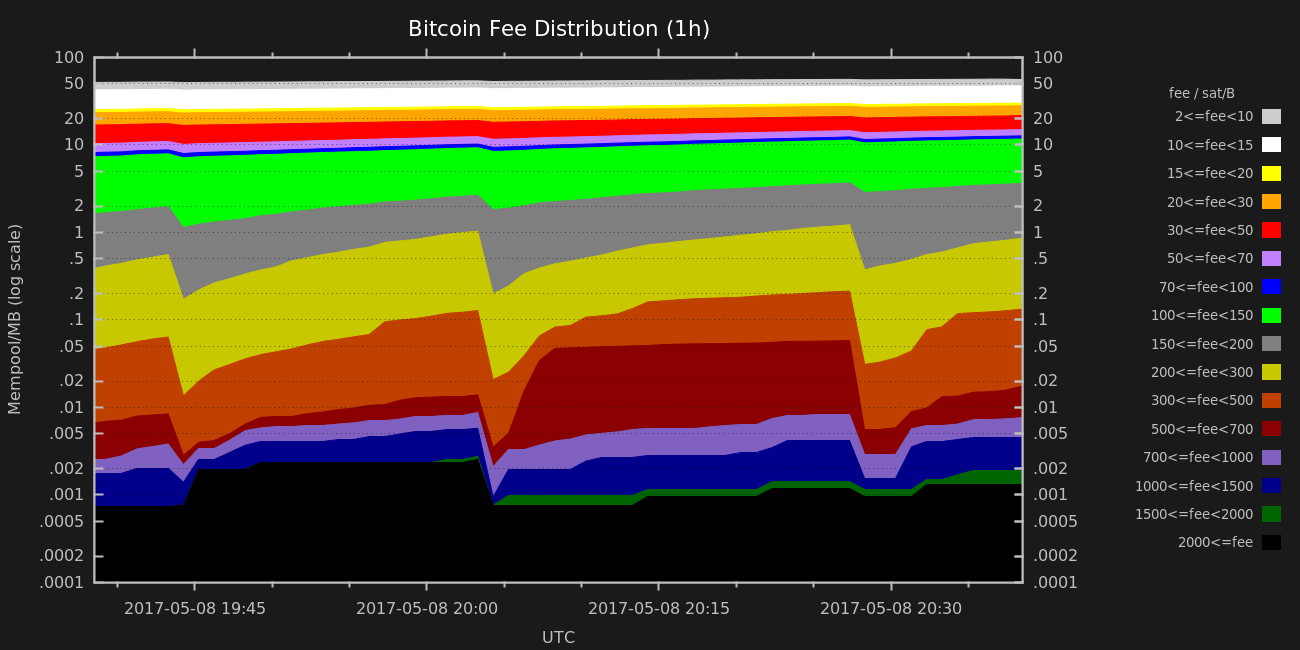 Bitcoin Fee Distribution (1h)
100
50
20
10
5
2
1
.5
.2
.1
.05
.02
.01
.005
.002
.001
.0005
.0002
.0001
Mempool/MB (log scale)
100
50
20
10
5
2
1
.5
.2
.1
.05
.02
.01
.005
.002
.001
.0005
.0002
.0001
2017-05-08 19:45
2017-05-08 20:00
2017-05-08 20:15
2017-05-08 20:30
UTC
fee / sat/B
2<=fee<10
10<=fee<15
15<=fee<20
20<=fee<30
30<=fee<50
50<=fee<70
70<=fee<100
100<=fee<150
150<=fee<200
200<=fee<300
300<=fee<500
500<=fee<700
700<=fee<1000
1000<=fee<1500
1500<=fee<2000
2000<=fee